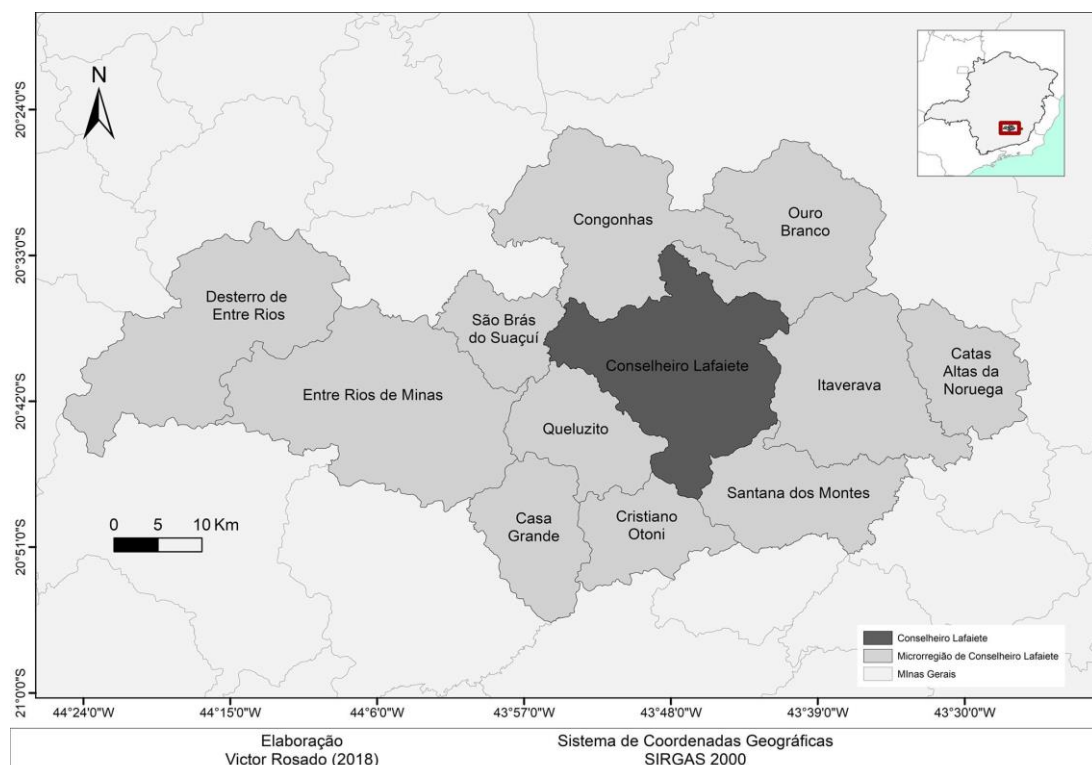 N
20°24'0"S
20°33'0"S
20°42'0"S
20°51'0"S
21°0'0"S
Congonhas
Ouro
Branco
Desterro de
Entre Rios
São Brás
do Suaçuí
Conselheiro Lafaiete
Catas
Altas da
Noruega
Itaverava
Entre Rios de Minas
Queluzito
Santana dos Montes
Casa
Grande
Cristiano
Otoni
0 5 10 Km
Conselheiro Lafaiete
Microrregião de Conselheiro Lafaiete
MInas Gerais
44°24'0"W 44°15'0"W 44°6'0"W 43°57'0"W 43°48'0"W 43°39'0"W 43°30'0"W
Elaboração
Victor Rosado (2018)
Sistema de Coordenadas Geográficas
SIRGAS 2000